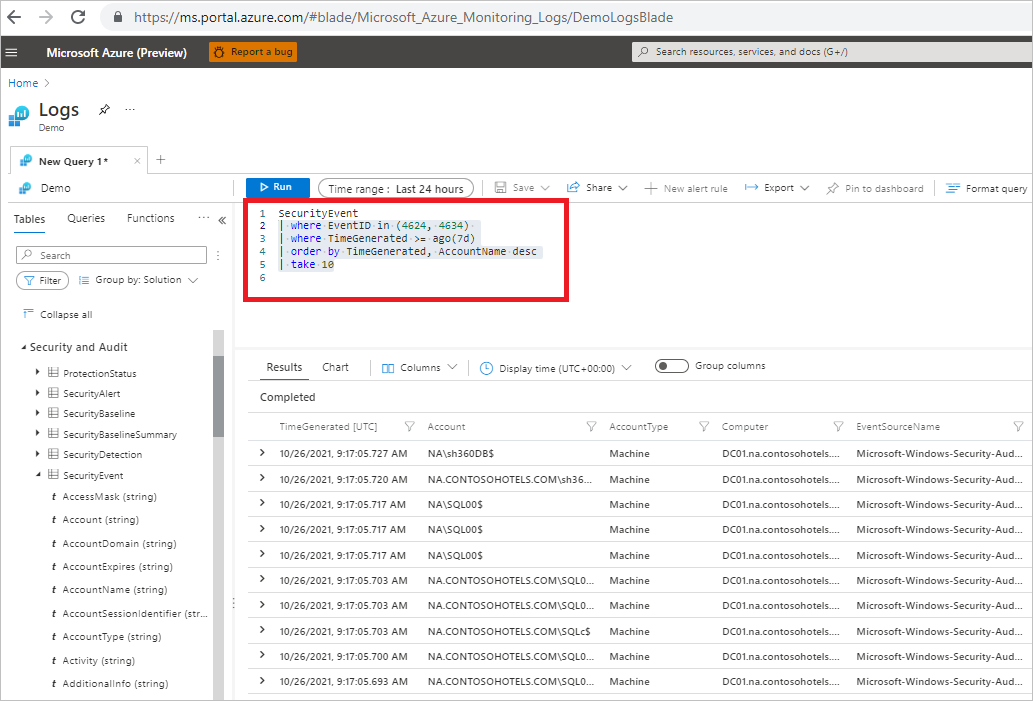 https://ms.portal.azure.com/#blade/Microsoft_Azure_Monitoring_Logs/DemoLogsBlade
Microsoft Azure (Preview) Report a bug Search resources, services, and docs (G+/)
Home
Logs ...
Demo
New Query 1* × +
Demo Run Time range : Last 24 hours Save Share New alert rule Export Pin to dashboard Format query
Tables Queries Functions ... «
Search
Filter Group by: Solution
Collapse all
Security and Audit
ProtectionStatus
SecurityAlert
SecurityBaseline
SecurityBaselineSummary
SecurityDetection
SecurityEvent
t AccessMask (string)
t Account (string)
t AccountDomain (string)
t AccountExpires (string)
t AccountName (string)
t AccountSessionIdentifier (str...
t AccountType (string)
t Activity (string)
t AdditionalInfo (string)
1 SecurityEvent
2 | where EventID in (4624, 4634)
3 | where TimeGenerated >= ago(7d)
4 | order by TimeGenerated, AccountName desc
5 | take 10
6
Results Chart Columns Display time (UTC+00:00) Group columns
Completed
TimeGenerated [UTC] Account AccountType Computer EventSourceName
10/26/2021, 9:17:05.727 AM NA\sh360DB$ Machine DC01.na.contosohotels.... Microsoft-Windows-Security-Aud...
10/26/2021, 9:17:05.720 AM NA.CONTOSOHOTELS.COM\sh36... Machine DC01.na.contosohotels.... Microsoft-Windows-Security-Aud...
10/26/2021, 9:17:05.717 AM NA\SQL00$ Machine DC01.na.contosohotels.... Microsoft-Windows-Security-Aud...
10/26/2021, 9:17:05.717 AM NA\SQL00$ Machine DC01.na.contosohotels.... Microsoft-Windows-Security-Aud...
10/26/2021, 9:17:05.717 AM NA\SQL00$ Machine DC01.na.contosohotels.... Microsoft-Windows-Security-Aud...
10/26/2021, 9:17:05.703 AM NA.CONTOSOHOTELS.COM\SQL0... Machine DC01.na.contosohotels.... Microsoft-Windows-Security-Aud...
10/26/2021, 9:17:05.703 AM NA.CONTOSOHOTELS.COM\SQL0... Machine DC01.na.contosohotels.... Microsoft-Windows-Security-Aud...
10/26/2021, 9:17:05.703 AM NA.CONTOSOHOTELS.COM\SQLc$ Machine DC01.na.contosohotels.... Microsoft-Windows-Security-Aud...
10/26/2021, 9:17:05.700 AM NA.CONTOSOHOTELS.COM\SQL0... Machine DC01.na.contosohotels.... Microsoft-Windows-Security-Aud...
10/26/2021, 9:17:05.693 AM NA.CONTOSOHOTELS.COM\SQL0... Machine DC01.na.contosohotels.... Microsoft-Windows-Security-Aud...